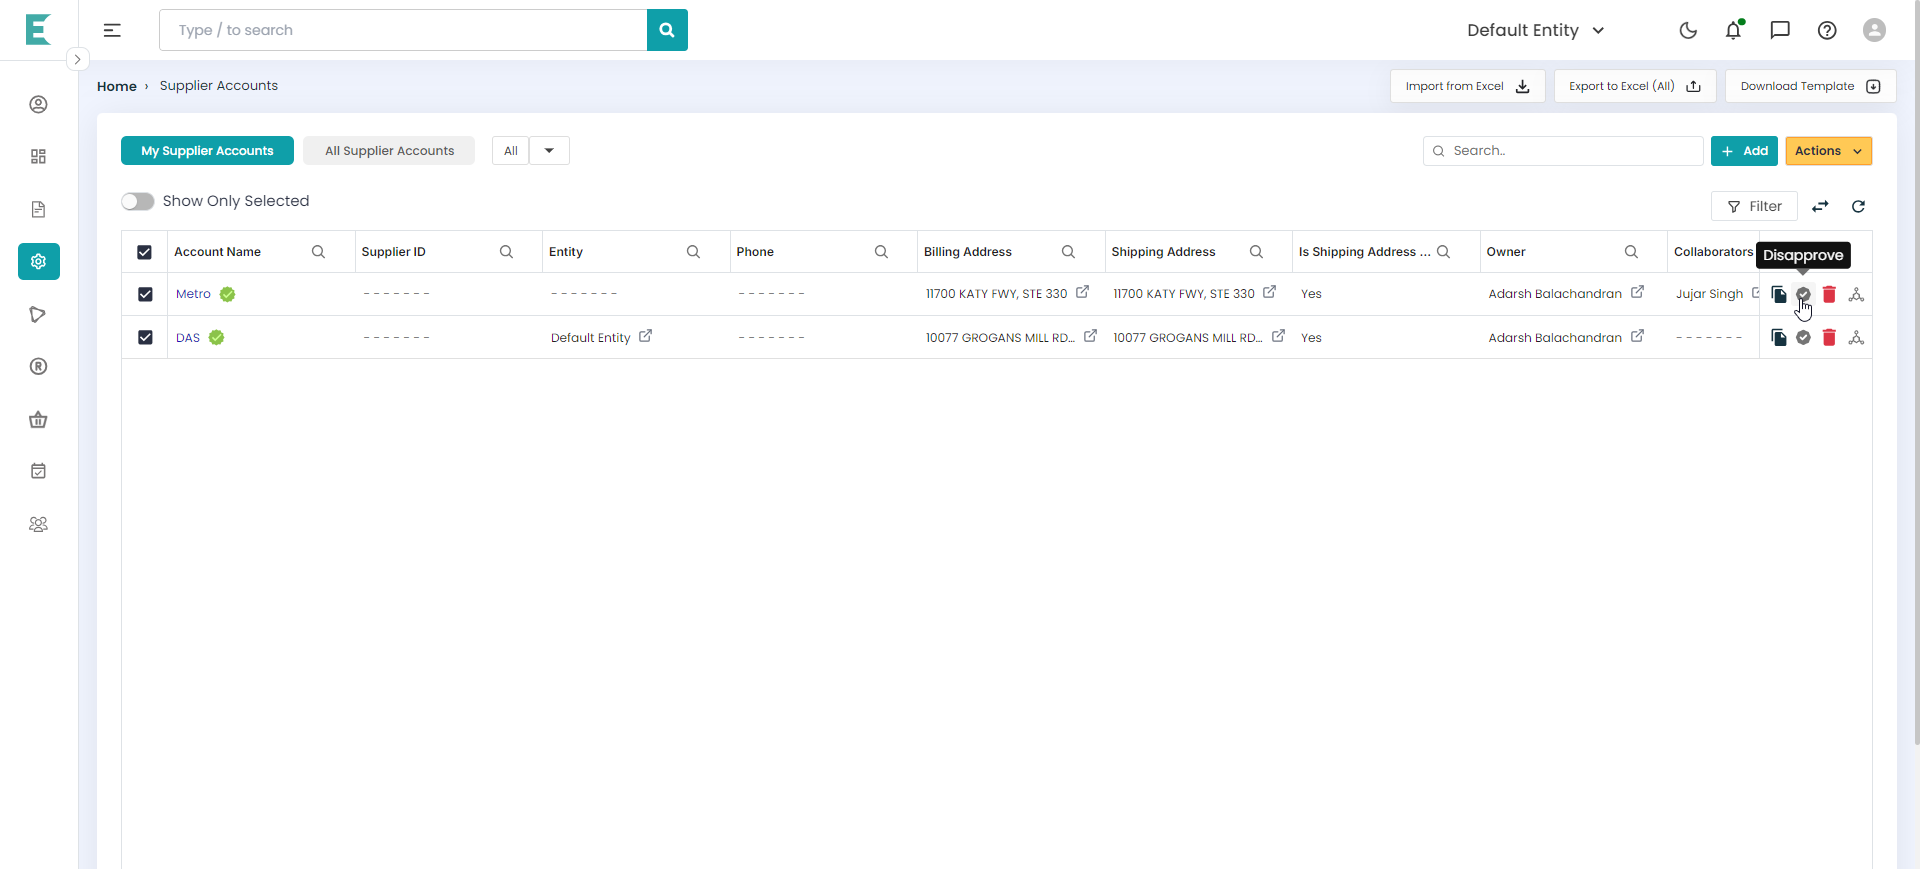 Type / to search
Default Entity
Home › Supplier Accounts
Import from Excel
Export to Excel (All)
Download Template
My Supplier Accounts
All Supplier Accounts
All
Search..
+ Add
Actions
Show Only Selected
Filter
Account Name
Supplier ID
Entity
Phone
Billing Address
Shipping Address
Is Shipping Address ...
Owner
Collaborators
Disapprove
Metro
- - - - - - -
- - - - - - -
- - - - - - -
11700 KATY FWY, STE 330
11700 KATY FWY, STE 330
Yes
Adarsh Balachandran
Jujar Singh
DAS
- - - - - - -
Default Entity
- - - - - - -
10077 GROGANS MILL RD...
10077 GROGANS MILL RD...
Yes
Adarsh Balachandran
- - - - - - -